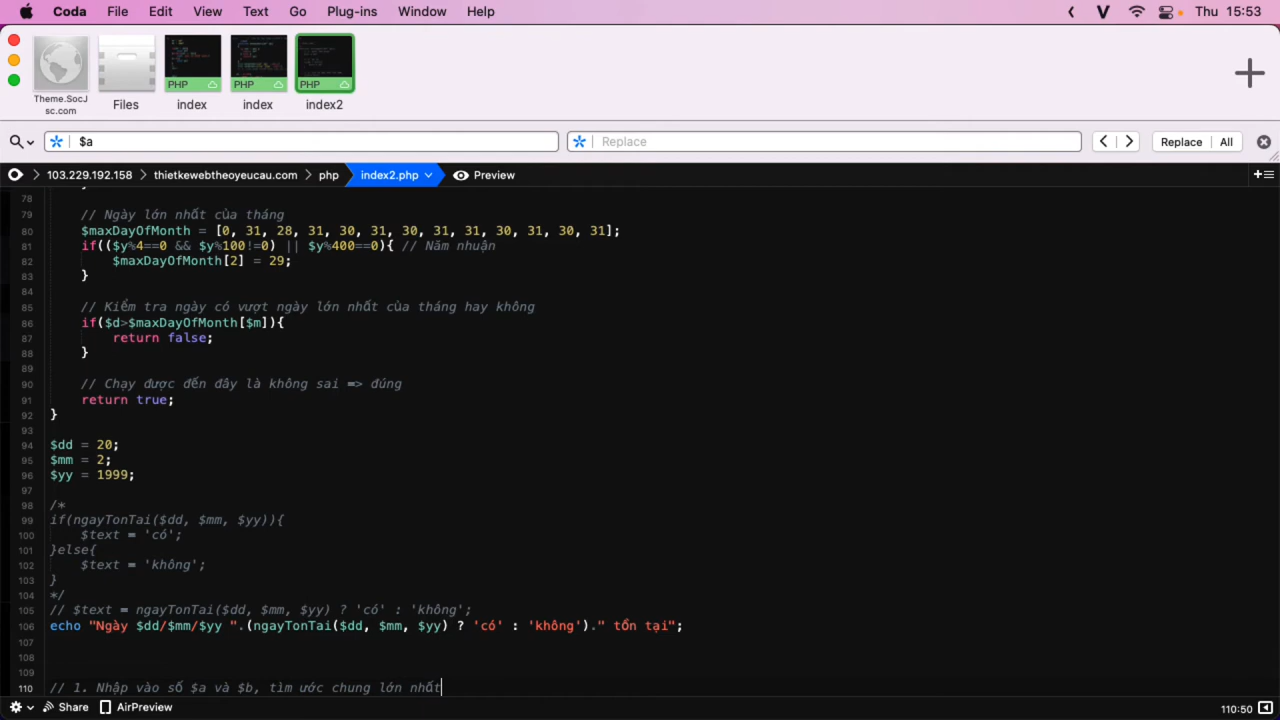 Coda File Edit View Text Go Plug-ins Window Help Thu 15:53
PHP PHP PHP
Theme.SocJ
sc.com
Files index index index2
$a Replace Replace All
103.229.192.158 thietkewebtheoyeucau.com php index2.php Preview
78 }
79 // Ngày lớn nhất của tháng
80 $maxDayOfMonth = [0, 31, 28, 31, 30, 31, 30, 31, 31, 30, 31, 30, 31];
81 if(($y%4==0 && $y%100!=0) || $y%400==0){ // Năm nhuận
82 $maxDayOfMonth[2] = 29;
83 }
84
85 // Kiểm tra ngày có vượt ngày lớn nhất của tháng hay không
86 if($d>$maxDayOfMonth[$m]){
87 return false;
88 }
89
90 // Chạy được đến đây là không sai => đúng
91 return true;
92 }
93
94 $dd = 20;
95 $mm = 2;
96 $yy = 1999;
97
98 /*
99 if(ngayTonTai($dd, $mm, $yy)){
100 $text = 'có';
101 }else{
102 $text = 'không';
103 }
104 */
105 // $text = ngayTonTai($dd, $mm, $yy) ? 'có' : 'không';
106 echo "Ngày $dd/$mm/$yy ".(ngayTonTai($dd, $mm, $yy) ? 'có' : 'không')." tồn tại";
107
108
109
110 // 1. Nhập vào số $a và $b, tìm ước chung lớn nhất
Share AirPreview 110:50